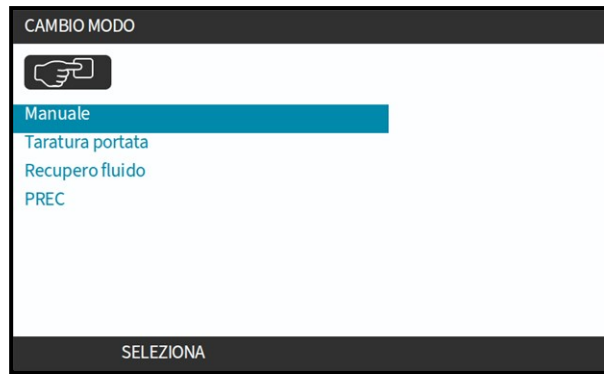 CAMBIO MODO
Manuale
Taratura portata
Recupero fluido
PREC
SELEZIONA